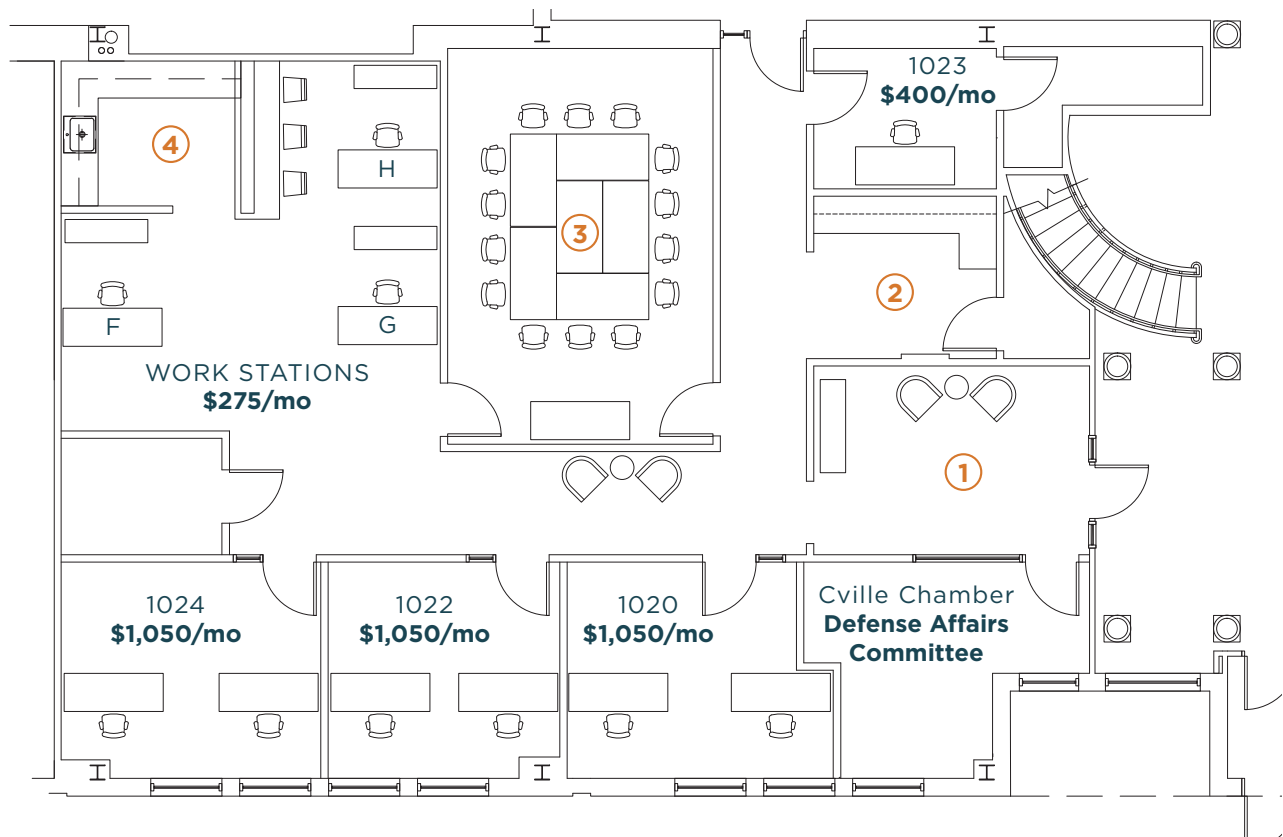 1023
$400/mo
4
H
3
2
F
G
WORK STATIONS
$275/mo
1
1024
$1,050/mo
1022
$1,050/mo
1020
$1,050/mo
Cville Chamber
Defense Affairs
Committee